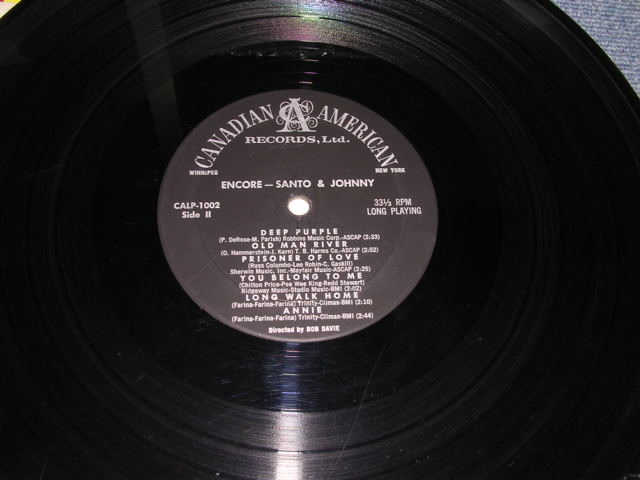 CANADIAN A AMERICAN
RECORDS, Ltd.
WINNIPEG NEW YORK
ENCORE — SANTO & JOHNNY
CALP-1002 33⅓ RPM
Side II LONG PLAYING
DEEP PURPLE
(P. DeRose-M. Parish) Robbins Music Corp.-ASCAP (2:33)
OLD MAN RIVER
(O. Hammerstein-J. Kern) T. B. Harms Co.-ASCAP (2:52)
PRISONER OF LOVE
(Russ Columbo-Leo Robin-C. Gaskill)
Sherwin Music, Inc.-Mayfair Music-ASCAP (2:25)
YOU BELONG TO ME
(Chilton Price-Pee Wee King-Redd Stewart)
Ridgeway Music-Studio Music-BMI (2:02)
LONG WALK HOME
(Farina-Farina-Farina) Trinity-Climax-BMI (2:10)
ANNIE
(Farina-Farina-Farina) Trinity-Climax-BMI (2:44)
Directed by BOB DAVIE